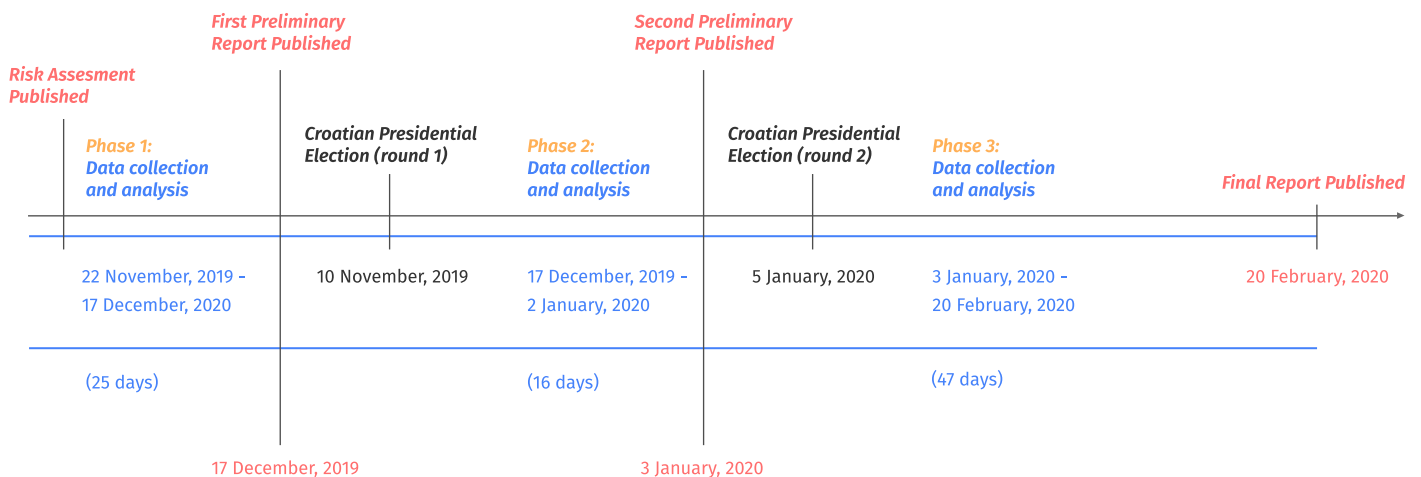 First Preliminary
Report Published
Second Preliminary
Report Published
Risk Assesment
Published
Phase 1:
Data collection
and analysis
Croatian Presidential
Election (round 1)
Phase 2:
Data collection
and analysis
Croatian Presidential
Election (round 2)
Phase 3:
Data collection
and analysis
Final Report Published
22 November, 2019 -
17 December, 2020
10 November, 2019
17 December, 2019 -
2 January, 2020
5 January, 2020
3 January, 2020 -
20 February, 2020
20 February, 2020
(25 days)
(16 days)
(47 days)
17 December, 2019
3 January, 2020